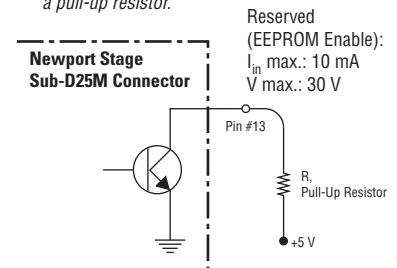 a pull-up resistor.
Reserved
(EEPROM Enable):
Iin max.: 10 mA
V max.: 30 V
Newport Stage
Sub-D25M Connector
Pin #13
R,
Pull-Up Resistor
+5 V